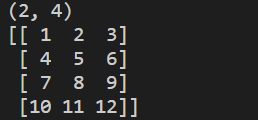 (2, 4)
[[ 1  2  3]
 [ 4  5  6]
 [ 7  8  9]
 [10 11 12]]